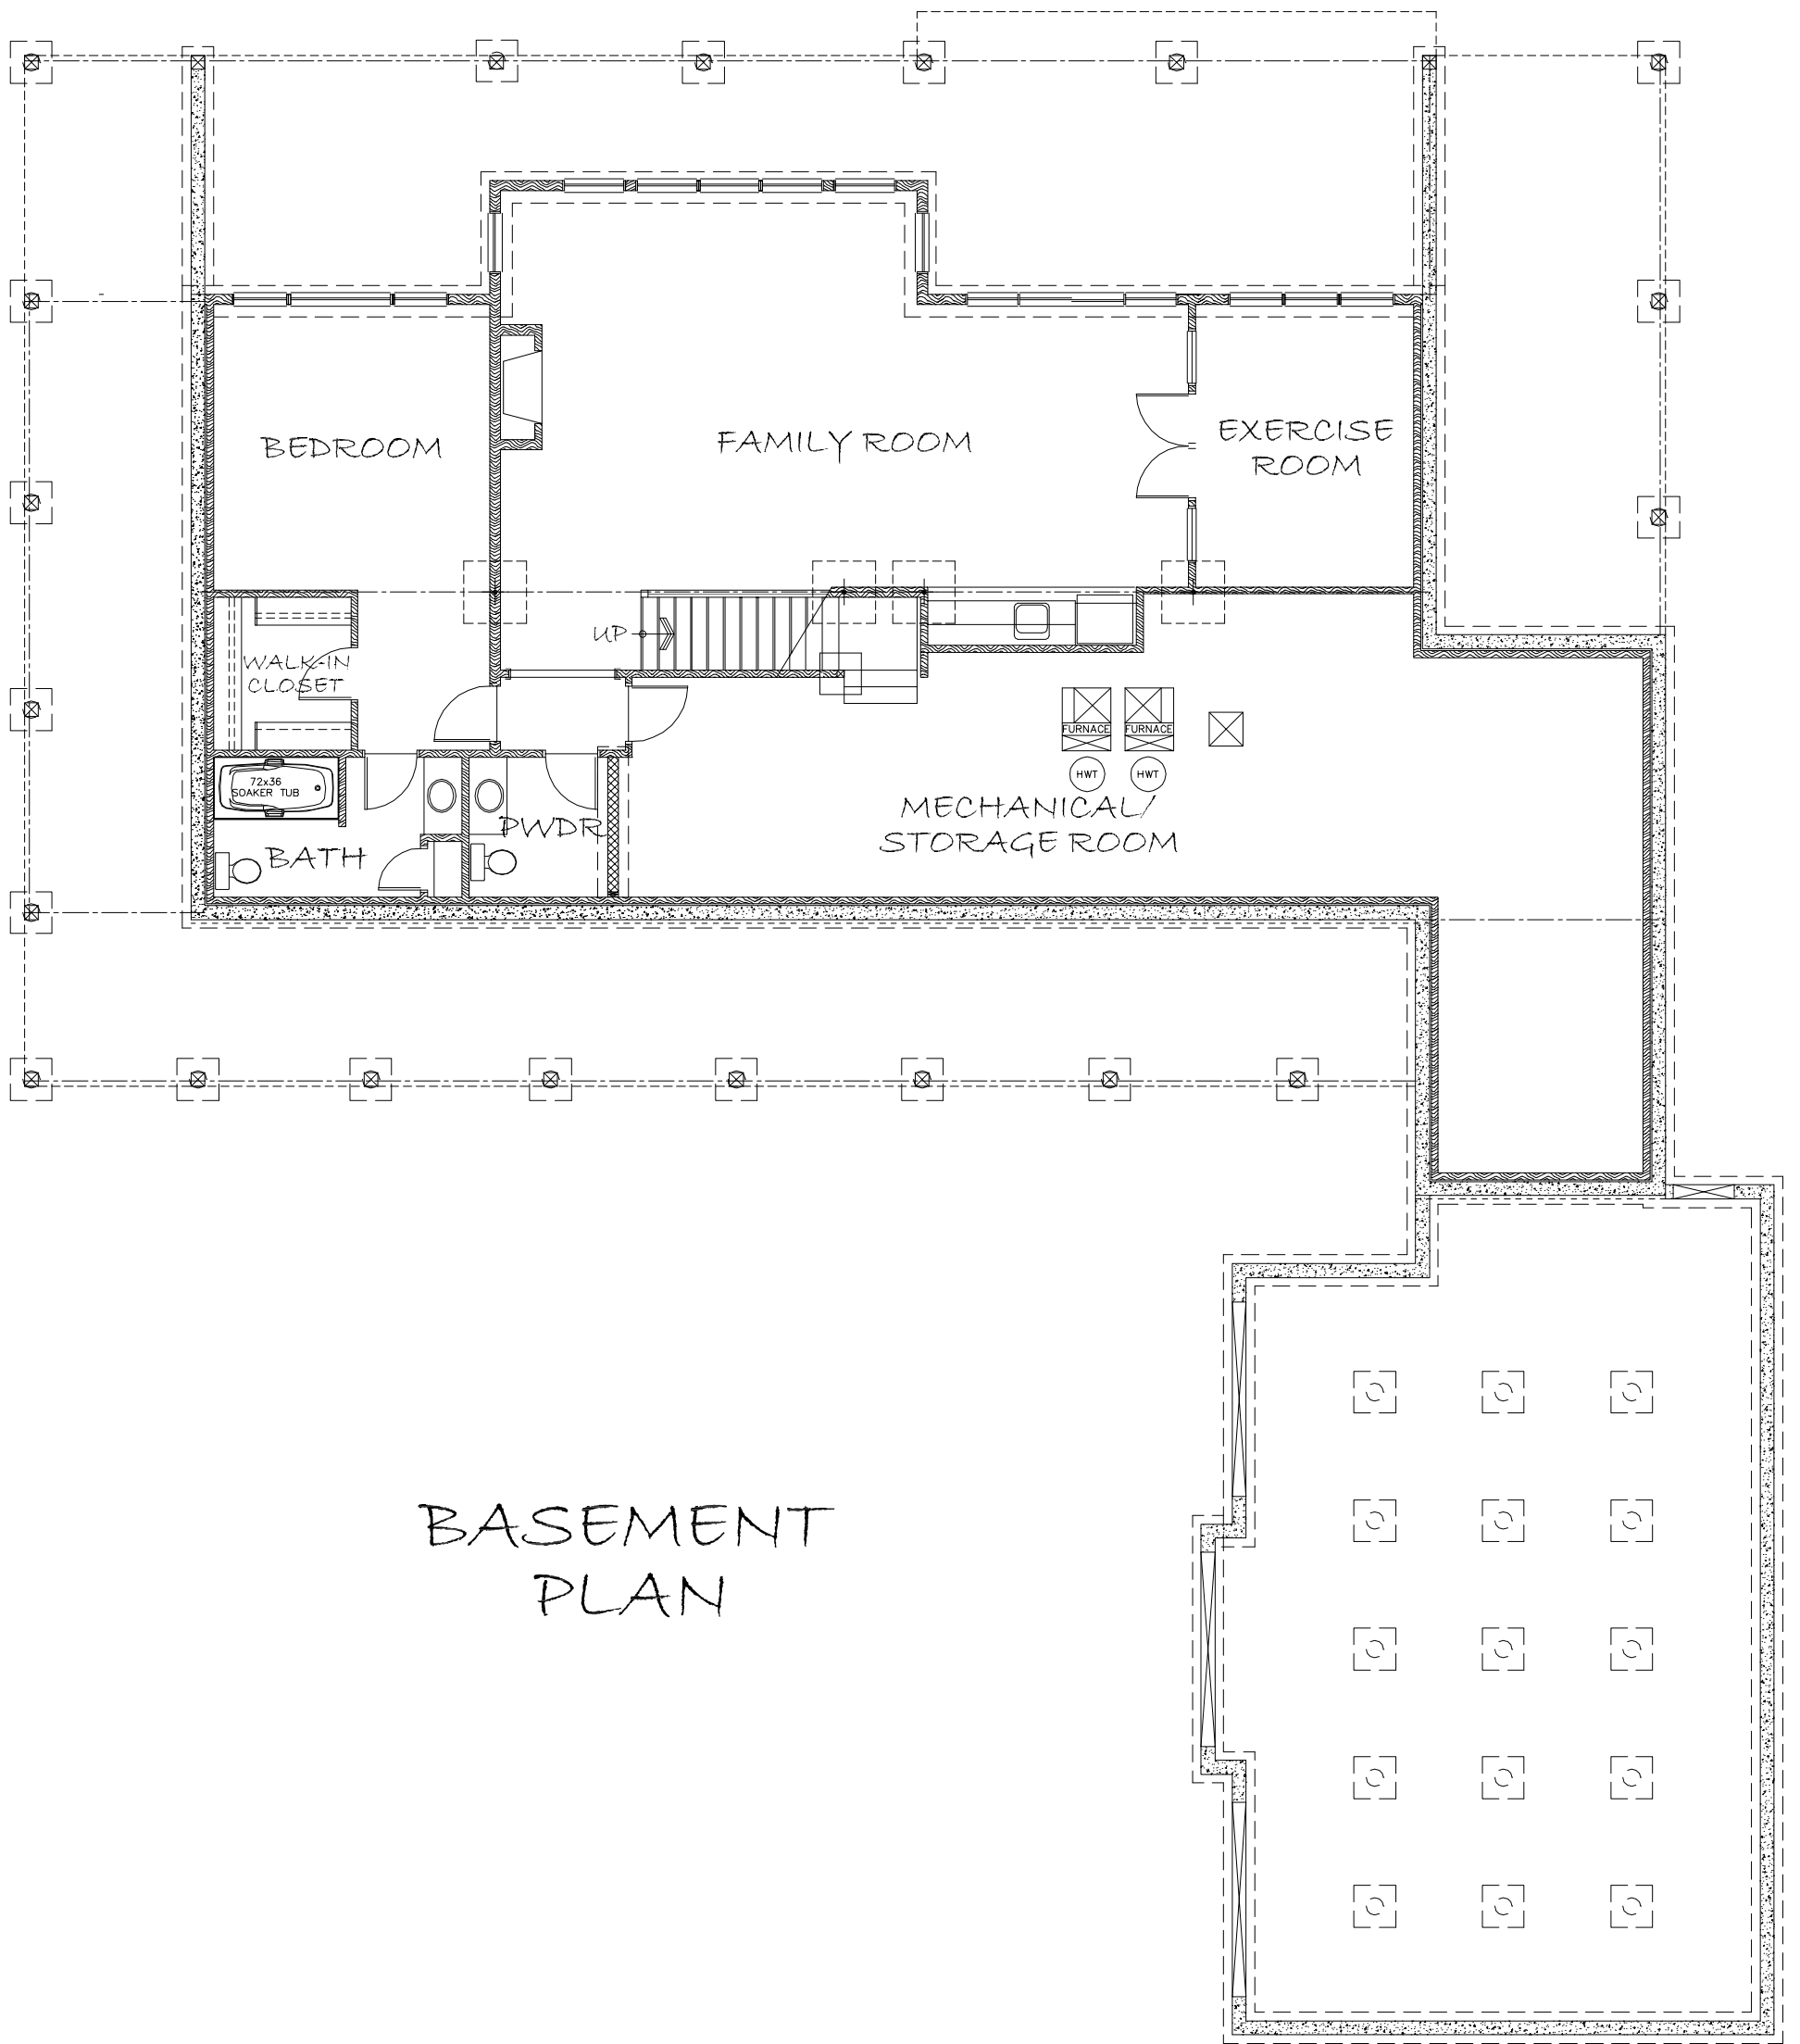 BEDROOM
FAMILY ROOM
EXERCISE
ROOM
UP
WALK-IN
CLOSET
FURNACE
FURNACE
HWT
HWT
72x36
SOAKER TUB
MECHANICAL/
STORAGE ROOM
PWDR
BATH
BASEMENT
PLAN